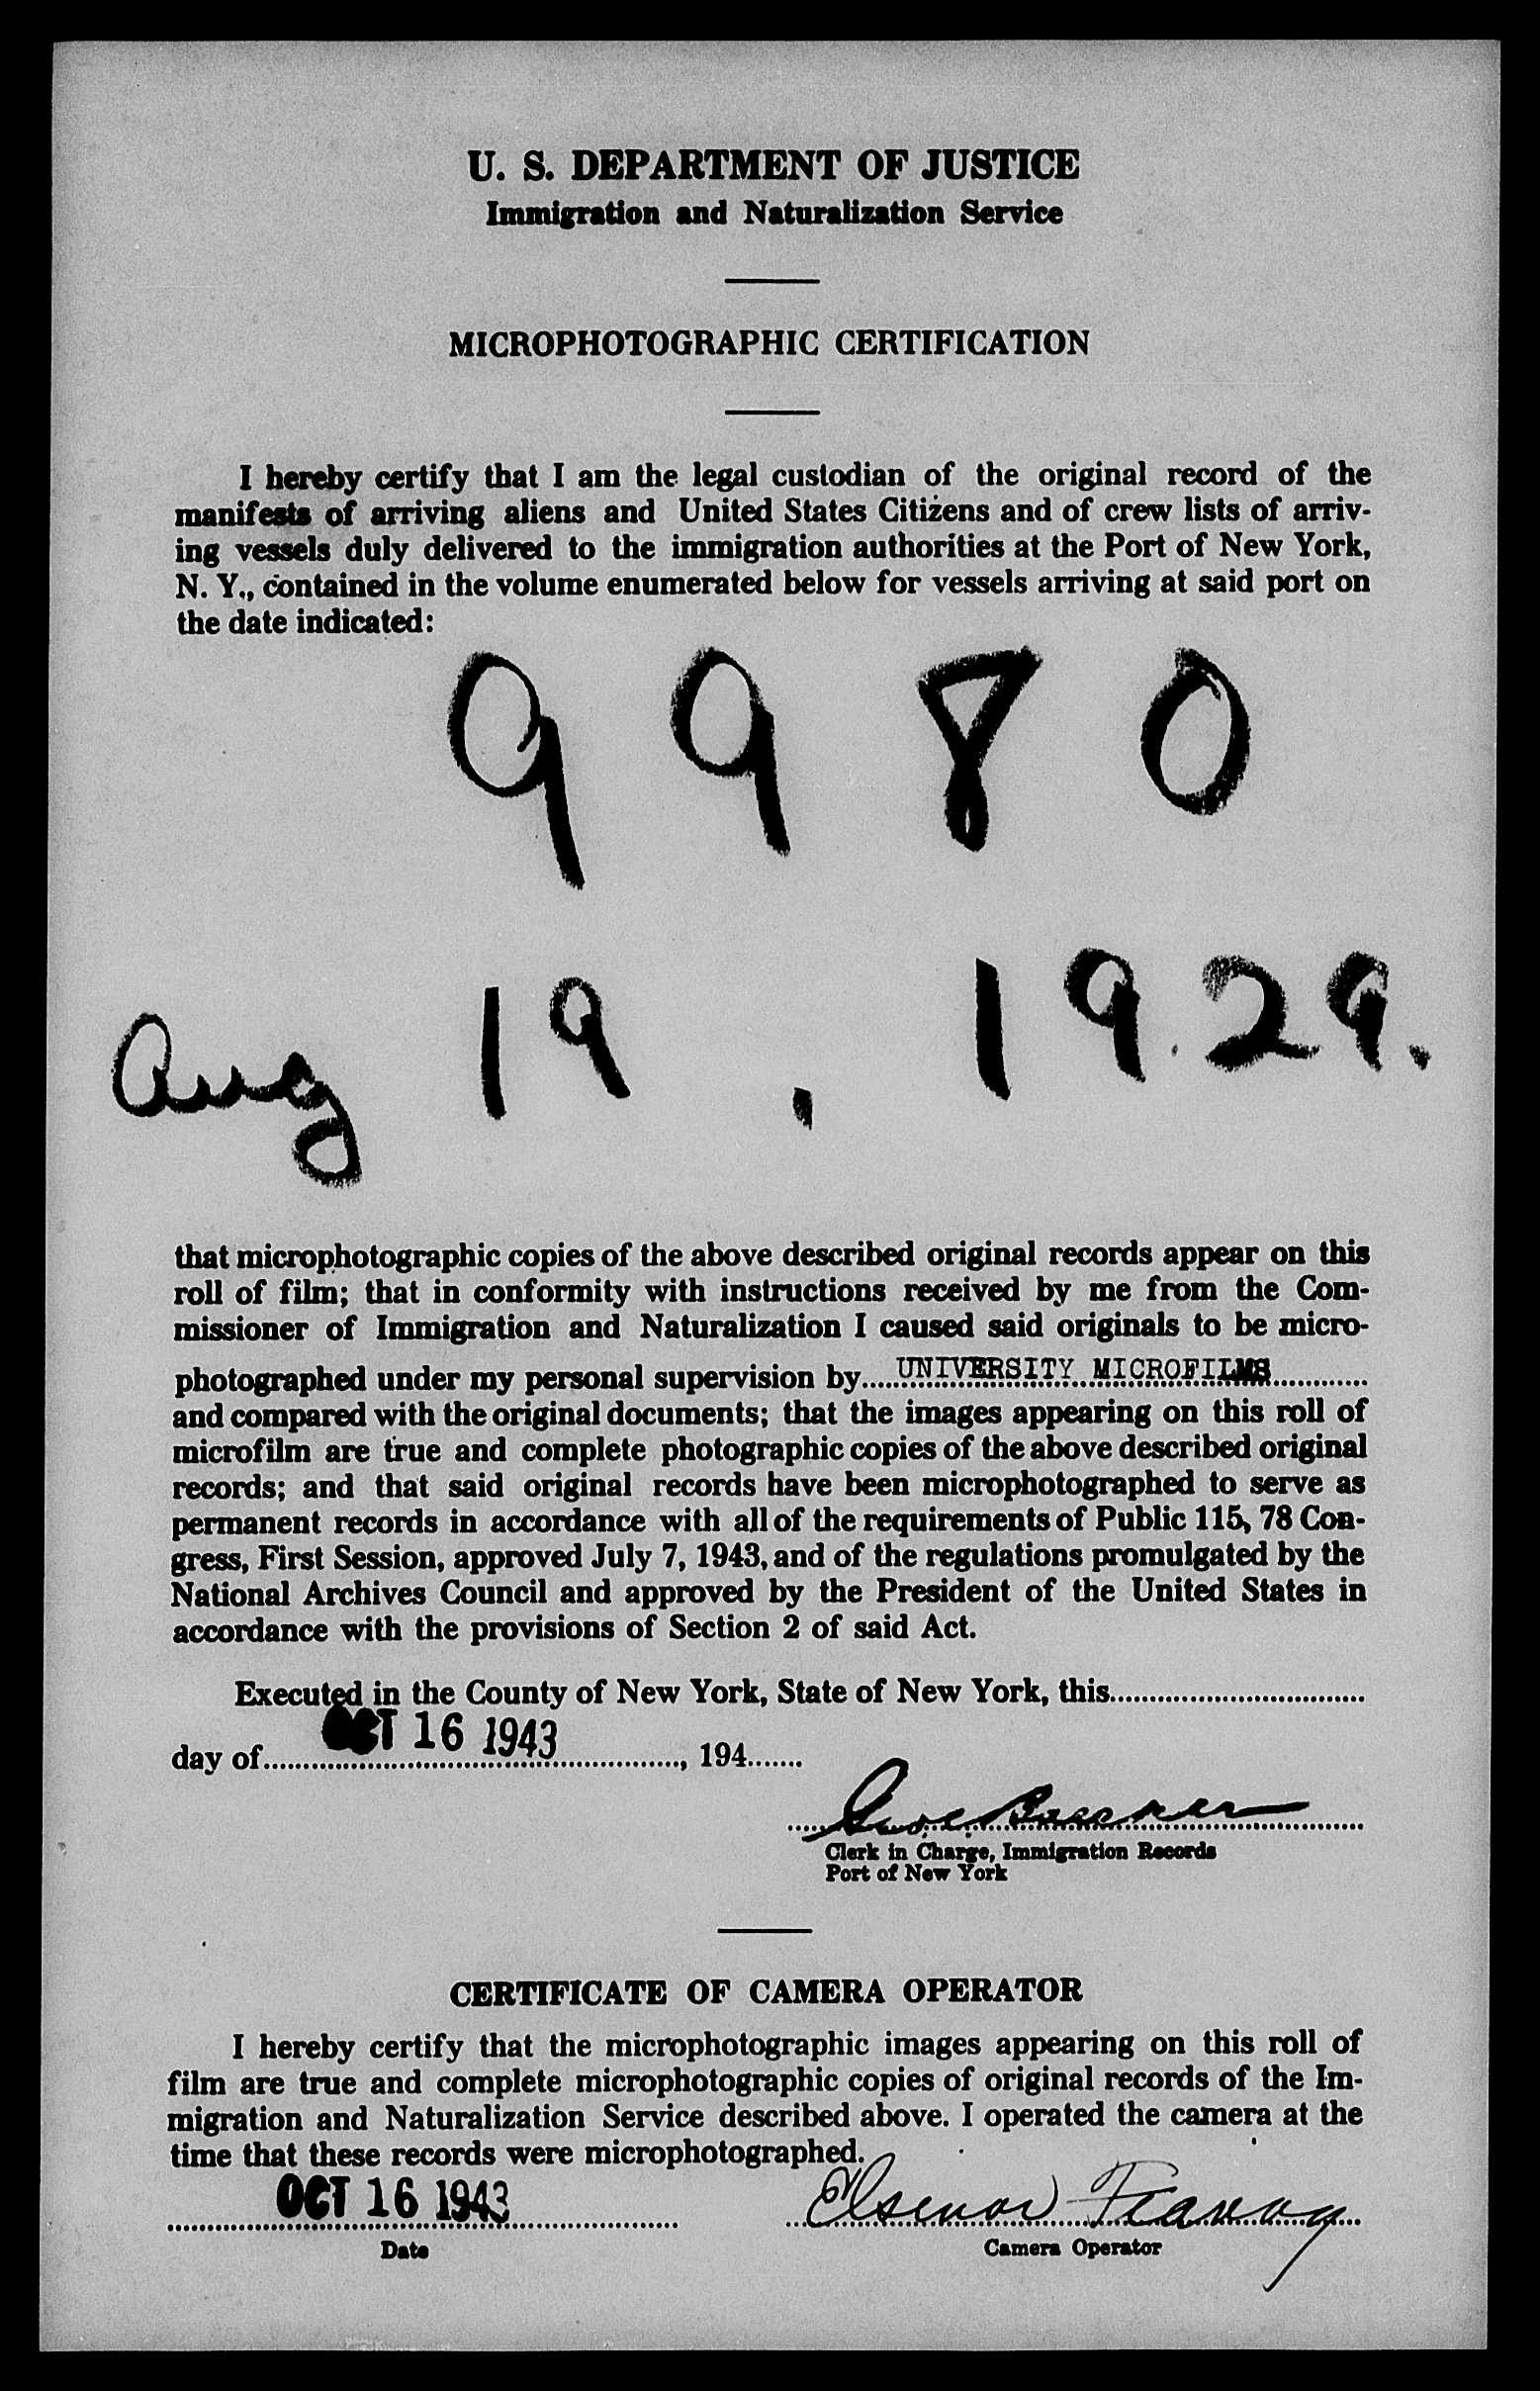 U. S. DEPARTMENT OF JUSTICE
Immigration and Naturalization Service
MICROPHOTOGRAPHIC CERTIFICATION
I hereby certify that I am the legal custodian of the original record of the
manifests of arriving aliens and United States Citizens and of crew lists of arriv-
ing vessels duly delivered to the immigration authorities at the Port of New York,
N. Y., contained in the volume enumerated below for vessels arriving at said port on
the date indicated:
9980
Aug 19, 1929.
that microphotographic copies of the above described original records appear on this
roll of film; that in conformity with instructions received by me from the Com-
missioner of Immigration and Naturalization I caused said originals to be micro-
photographed under my personal supervision by.....UNIVERSITY MICROFILMS............
and compared with the original documents; that the images appearing on this roll of
microfilm are true and complete photographic copies of the above described original
records; and that said original records have been microphotographed to serve as
permanent records in accordance with all of the requirements of Public 115, 78 Con-
gress, First Session, approved July 7, 1943, and of the regulations promulgated by the
National Archives Council and approved by the President of the United States in
accordance with the provisions of Section 2 of said Act.
Executed in the County of New York, State of New York, this................................
day of........OCT 16 1943................, 194.......
Clerk in Charge, Immigration Records
Port of New York
CERTIFICATE OF CAMERA OPERATOR
I hereby certify that the microphotographic images appearing on this roll of
film are true and complete microphotographic copies of original records of the Im-
migration and Naturalization Service described above. I operated the camera at the
time that these records were microphotographed.
OCT 16 1943
Date
Camera Operator